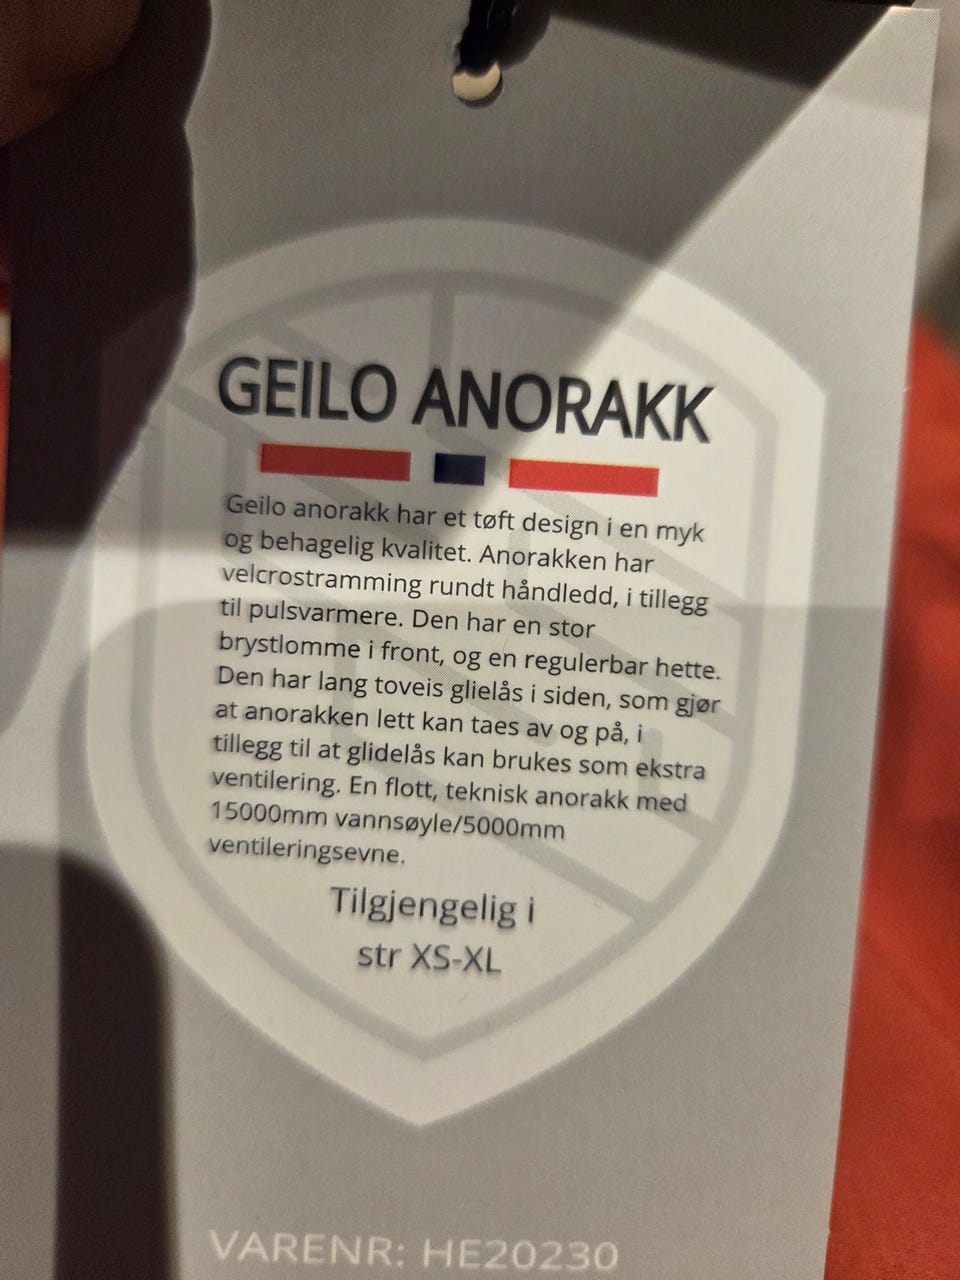 GEILO ANORAKK
Geilo anorakk har et tøft design i en myk
og behagelig kvalitet. Anorakken har
velcrostramming rundt håndledd, i tillegg
til pulsvarmere. Den har en stor
brystlomme i front, og en regulerbar hette.
Den har lang toveis glielås i siden, som gjør
at anorakken lett kan taes av og på, i
tillegg til at glidelås kan brukes som ekstra
ventilering. En flott, teknisk anorakk med
15000mm vannsøyle/5000mm
ventileringsevne.
Tilgjengelig i
str XS-XL
VARENR: HE20230